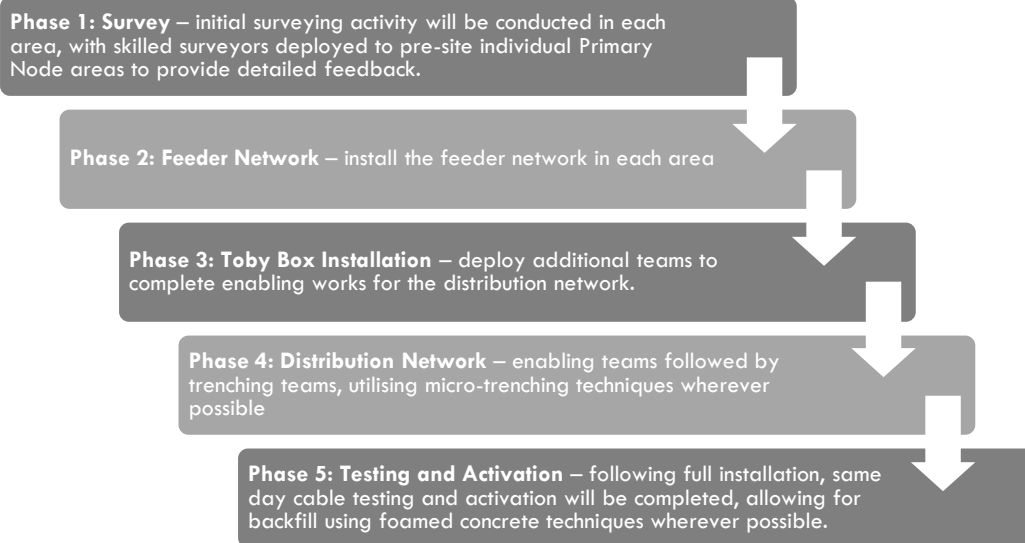 Phase 1: Survey – initial surveying activity will be conducted in each
area, with skilled surveyors deployed to pre-site individual Primary
Node areas to provide detailed feedback.
Phase 2: Feeder Network – install the feeder network in each area
Phase 3: Toby Box Installation – deploy additional teams to
complete enabling works for the distribution network.
Phase 4: Distribution Network – enabling teams followed by
trenching teams, utilising micro-trenching techniques wherever
possible
Phase 5: Testing and Activation – following full installation, same
day cable testing and activation will be completed, allowing for
backfill using foamed concrete techniques wherever possible.